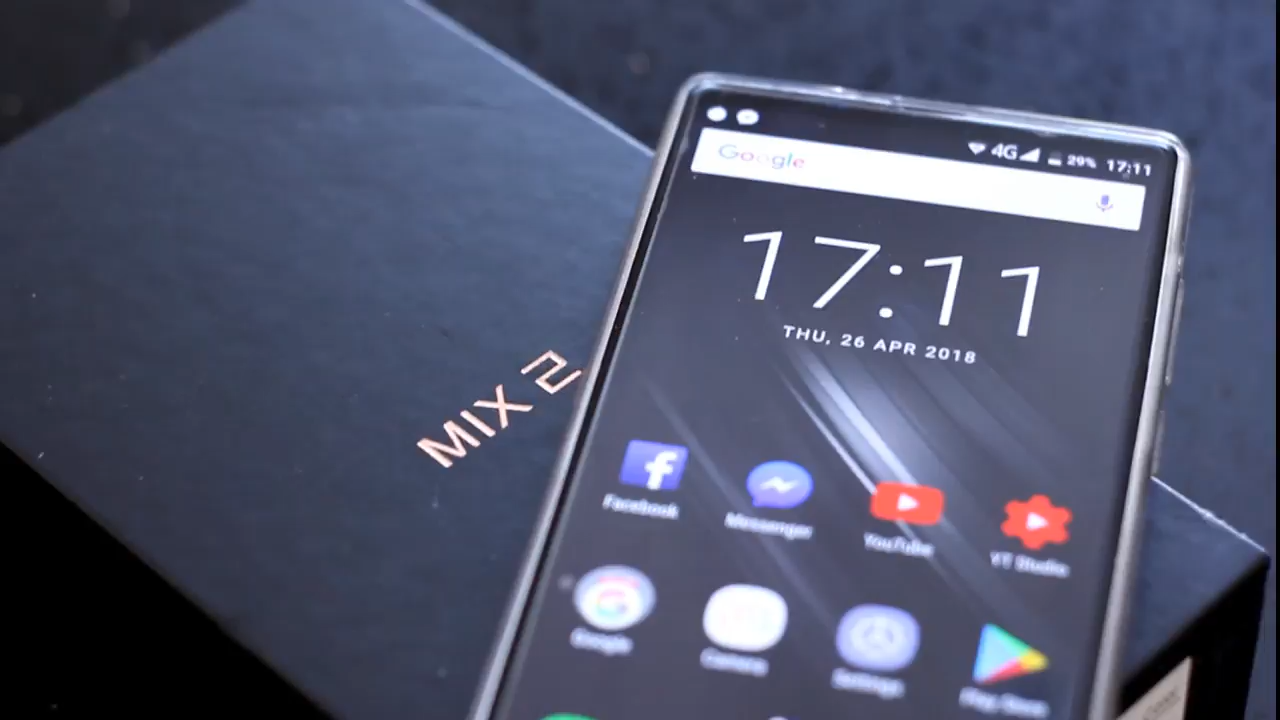 4G 29% 17:11
Google
17:11
THU, 26 APR 2018
MIX 2
Facebook
Messenger
YouTube
YT Studio
Google
Camera
Settings
Play Store